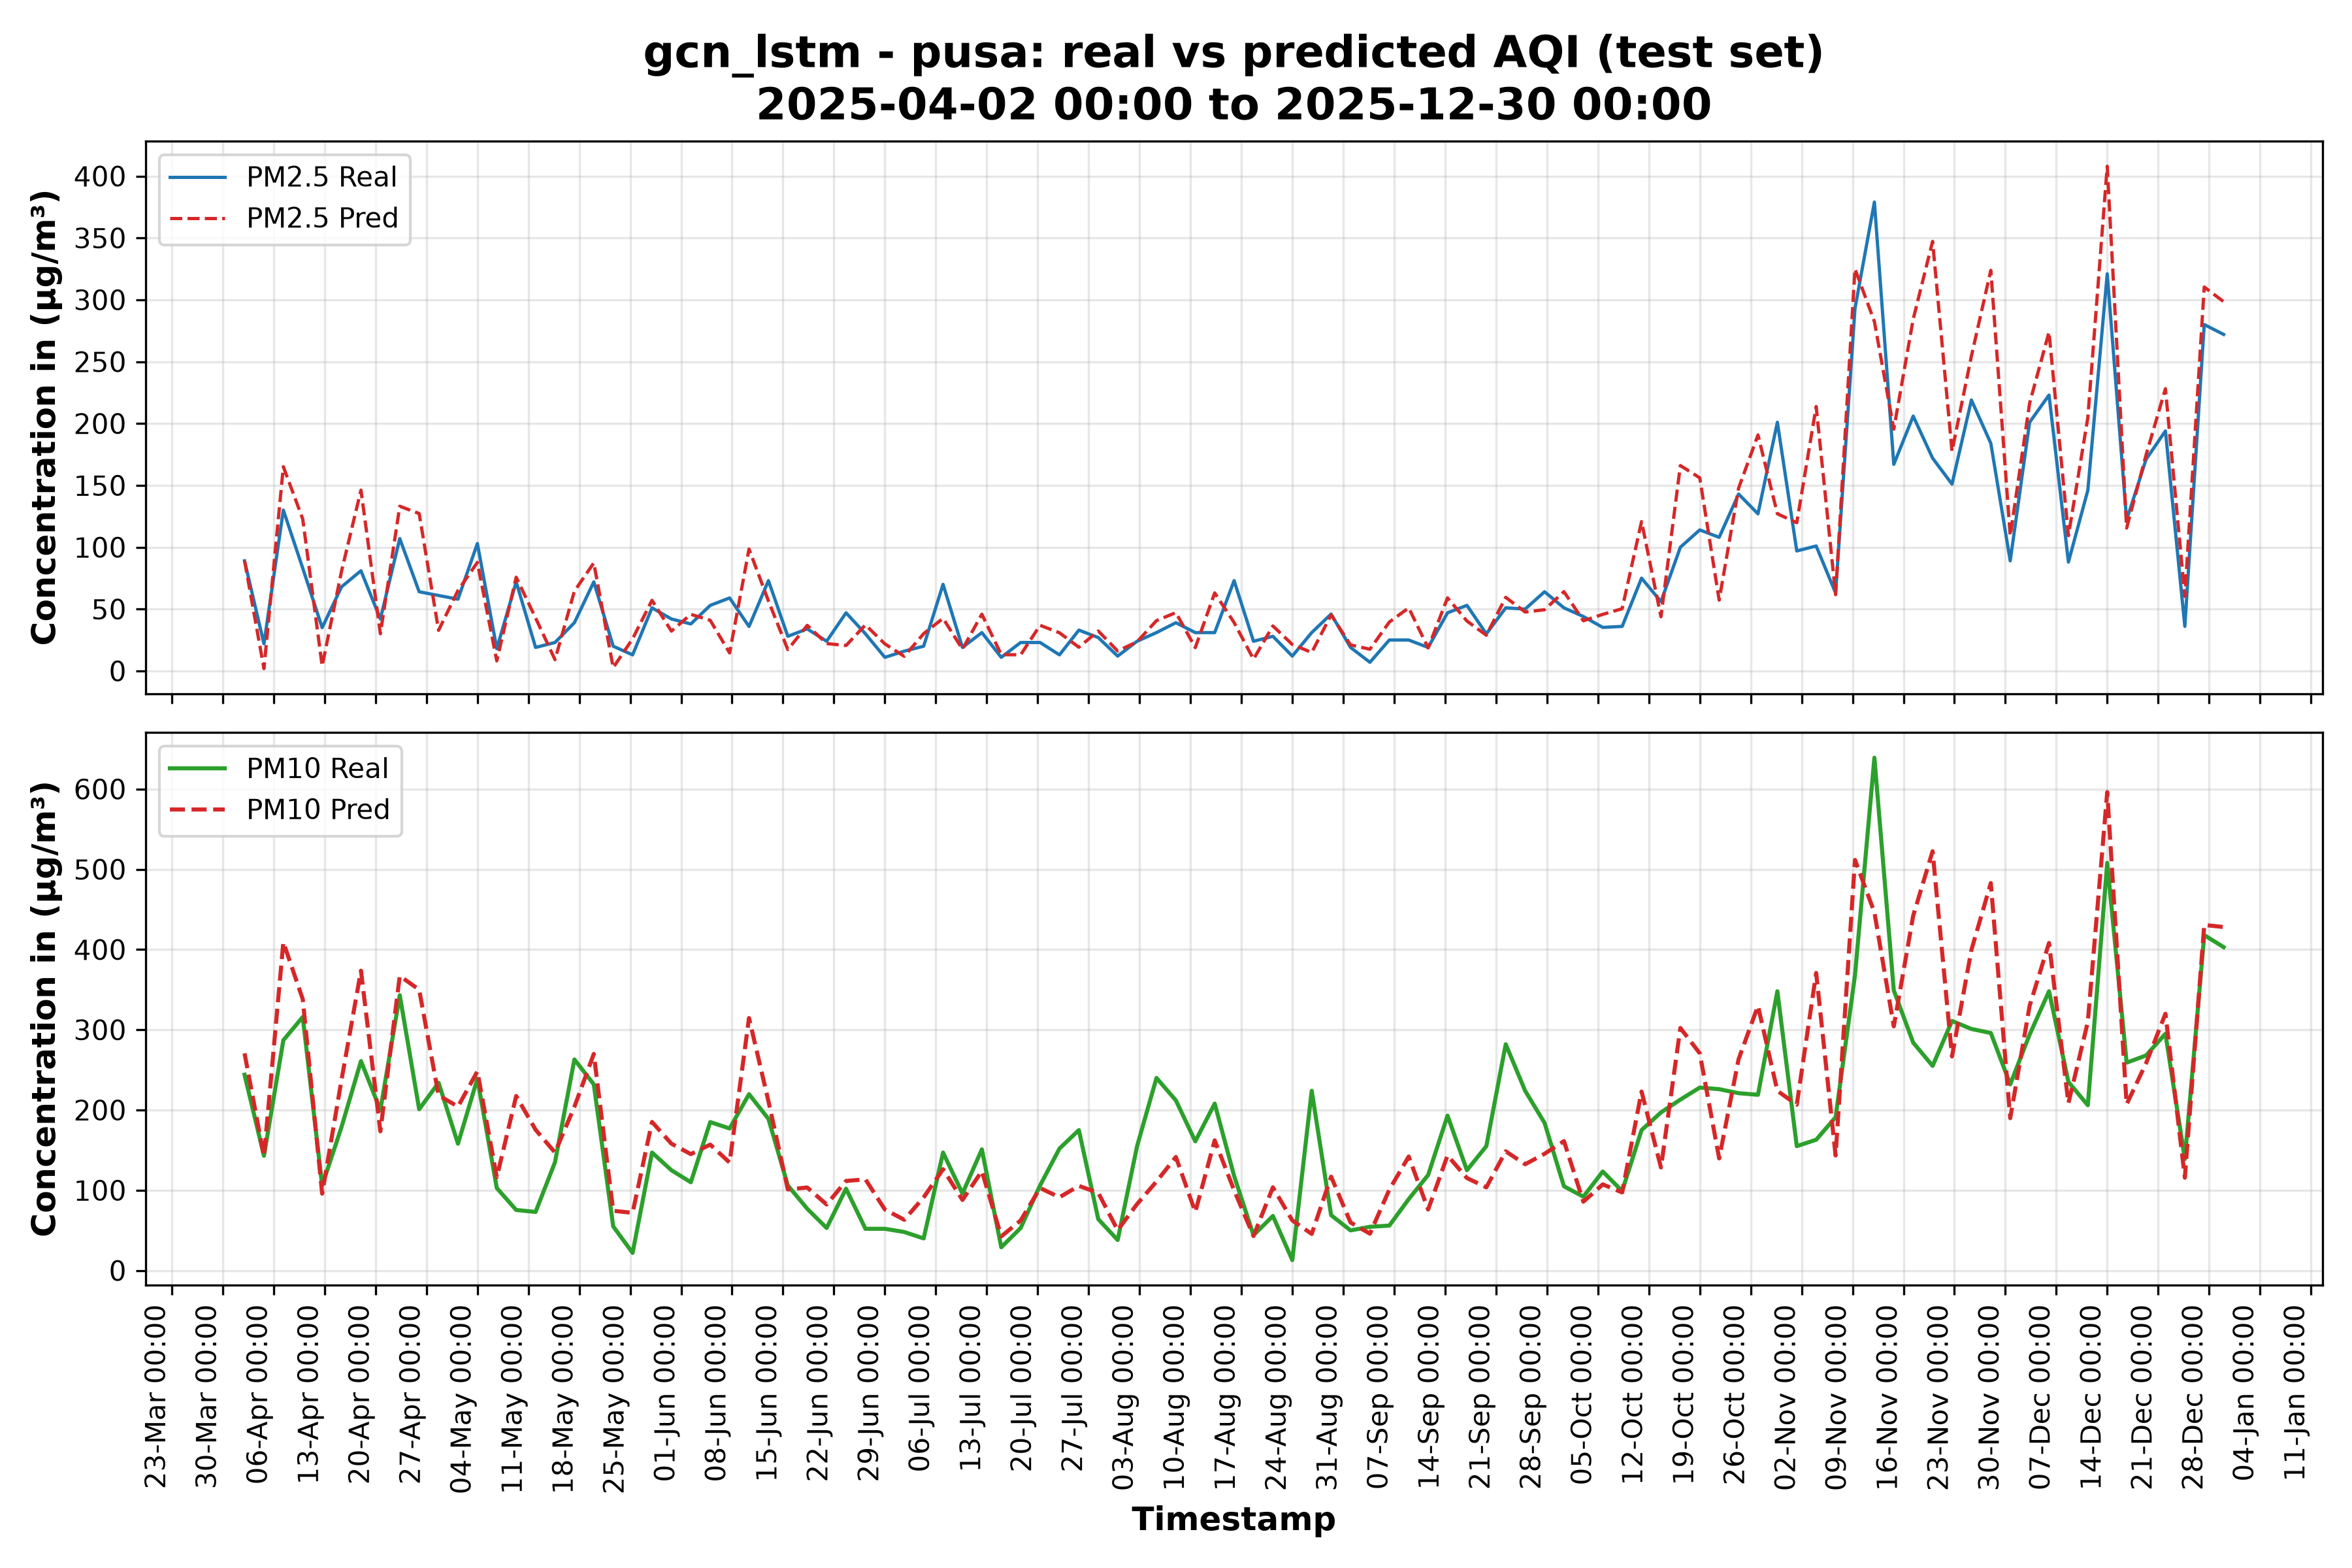 gcn_lstm - pusa: real vs predicted AQI (test set)
2025-04-02 00:00 to 2025-12-30 00:00
Concentration in (μg/m³)
400
350
300
250
200
150
100
50
0
PM2.5 Real
PM2.5 Pred
Concentration in (μg/m³)
600
500
400
300
200
100
0
PM10 Real
PM10 Pred
23-Mar 00:00
30-Mar 00:00
06-Apr 00:00
13-Apr 00:00
20-Apr 00:00
27-Apr 00:00
04-May 00:00
11-May 00:00
18-May 00:00
25-May 00:00
01-Jun 00:00
08-Jun 00:00
15-Jun 00:00
22-Jun 00:00
29-Jun 00:00
06-Jul 00:00
13-Jul 00:00
20-Jul 00:00
27-Jul 00:00
03-Aug 00:00
10-Aug 00:00
17-Aug 00:00
24-Aug 00:00
31-Aug 00:00
07-Sep 00:00
14-Sep 00:00
21-Sep 00:00
28-Sep 00:00
05-Oct 00:00
12-Oct 00:00
19-Oct 00:00
26-Oct 00:00
02-Nov 00:00
09-Nov 00:00
16-Nov 00:00
23-Nov 00:00
30-Nov 00:00
07-Dec 00:00
14-Dec 00:00
21-Dec 00:00
28-Dec 00:00
04-Jan 00:00
11-Jan 00:00
Timestamp